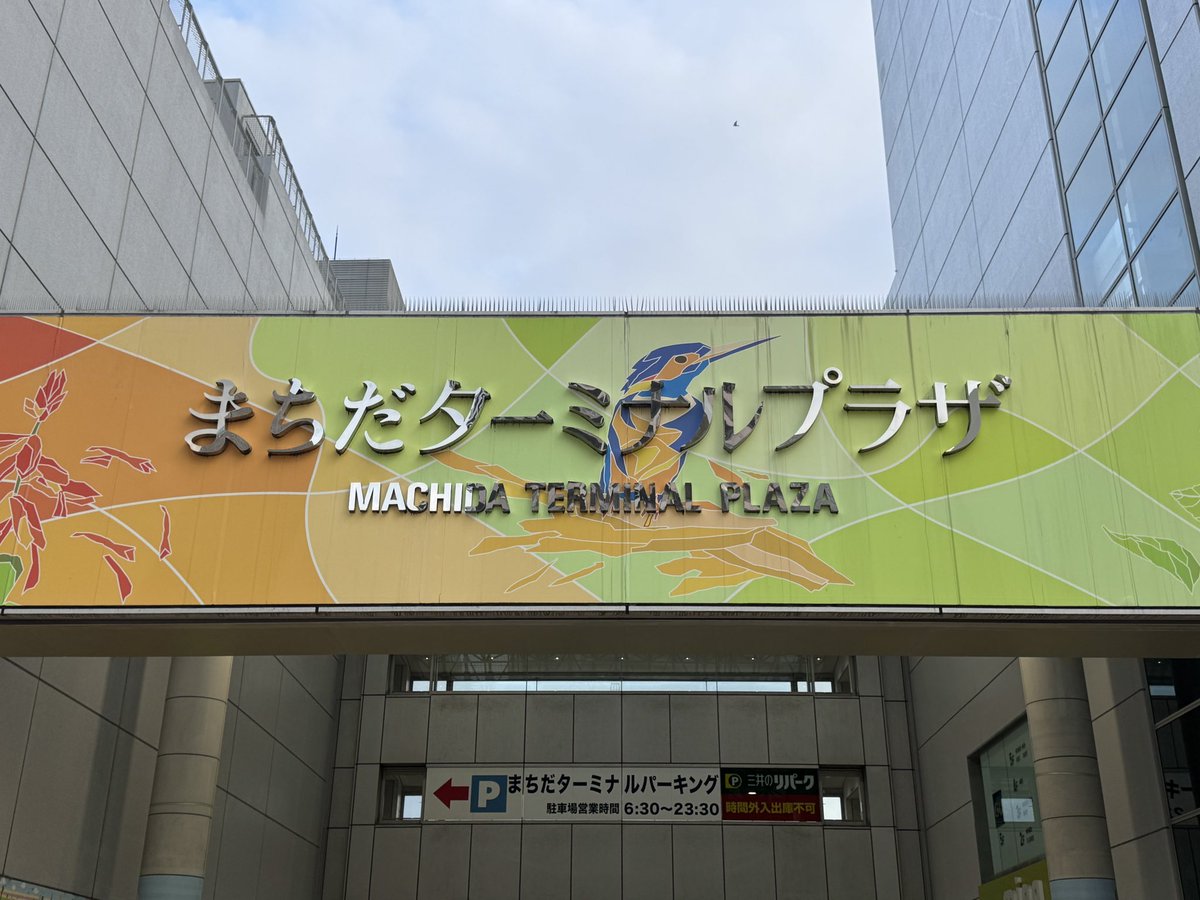 まちだターミナルプラザ
MACHIDA TERMINAL PLAZA
P まちだターミナルパーキング
駐車場営業時間 6:30〜23:30
P 三井のリパーク
時間外入出庫不可